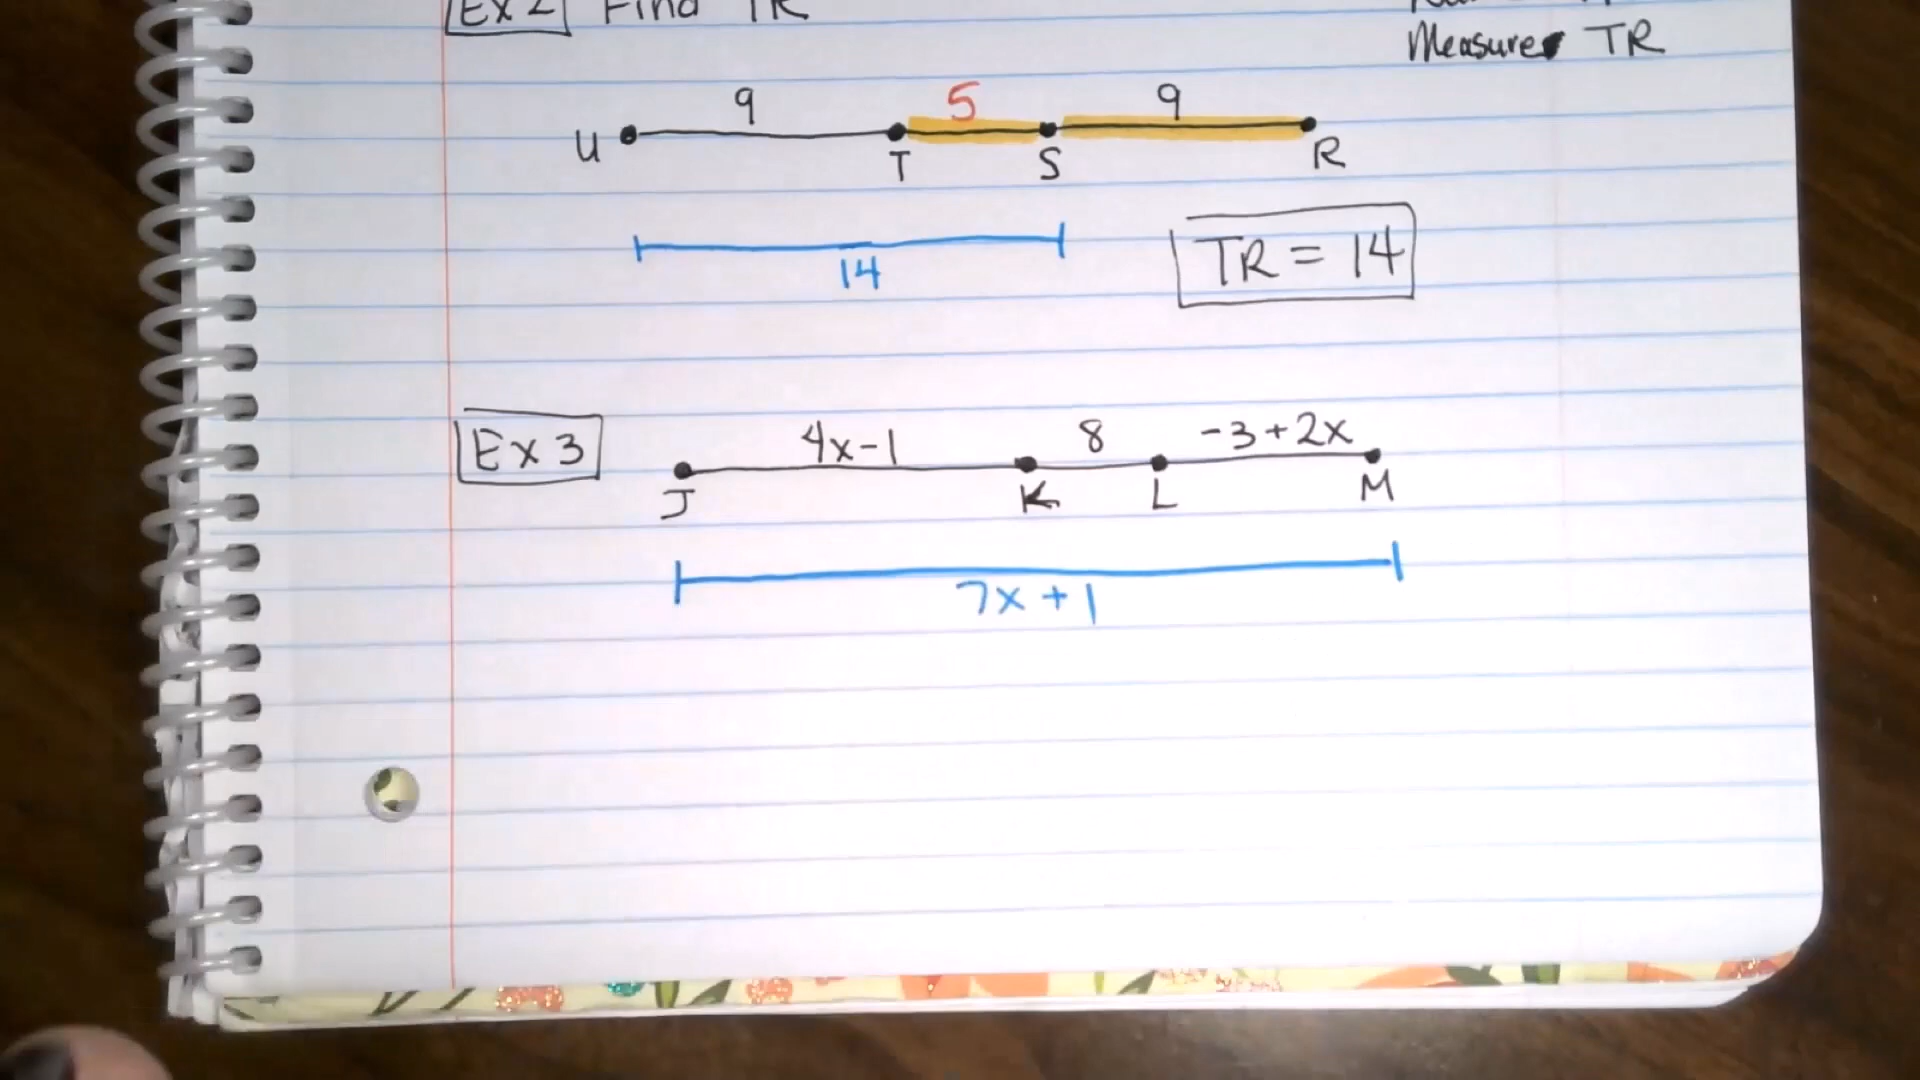 Ex 2 Find TR
Measure TR
9 5 9
U T S R
14
TR = 14
Ex 3
4x-1 8 -3+2x
J K L M
7x+1